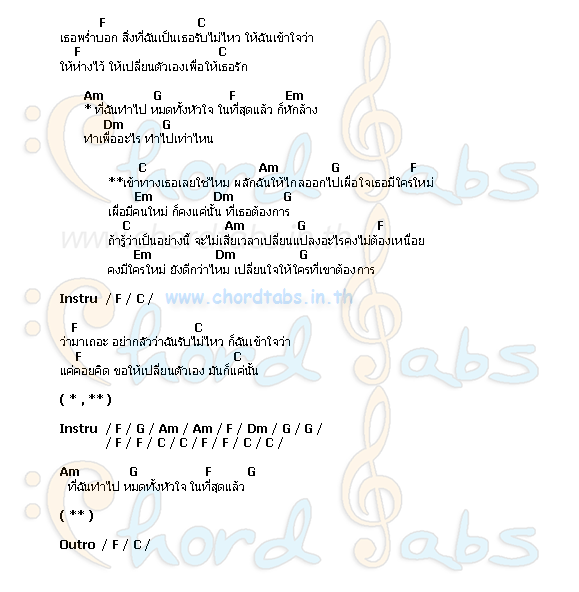 F C
เธอพร่ำบอก สิ่งที่ฉันเป็นเธอรับไม่ไหว ให้ฉันเข้าใจว่า
F C
ให้ห่างไว้ ให้เปลี่ยนตัวเองเพื่อให้เธอรัก
Am G F Em
* ที่ฉันทำไป หมดทั้งหัวใจ ในที่สุดแล้ว ก็หักล้าง
Dm G
ทำเพื่ออะไร ทำไปเท่าไหน
C Am G F
**เข้าทางเธอเลยใช่ไหม ผลักฉันให้ไกลออกไปเผื่อใจเธอมีใครใหม่
Em Dm G
เผื่อมีคนใหม่ ก็คงแค่นั้น ที่เธอต้องการ
C Am G F
ถ้ารู้ว่าเป็นอย่างนี้ จะไม่เสียเวลาเปลี่ยนแปลงอะไรคงไม่ต้องเหนื่อย
Em Dm G
คงมีใครใหม่ ยังดีกว่าไหม เปลี่ยนใจให้ใครที่เขาต้องการ
Instru / F / C /
www.chordtabs.in.th
F C
ว่ามาเถอะ อย่ากลัวว่าฉันรับไม่ไหว ก็ฉันเข้าใจว่า
F C
แค่คอยคิด ขอให้เปลี่ยนตัวเอง มันก็แค่นั้น
( * , ** )
Instru / F / G / Am / Am / F / Dm / G / G /
/ F / F / C / C / F / F / C / C /
Am G F G
ที่ฉันทำไป หมดทั้งหัวใจ ในที่สุดแล้ว
( ** )
Outro / F / C /